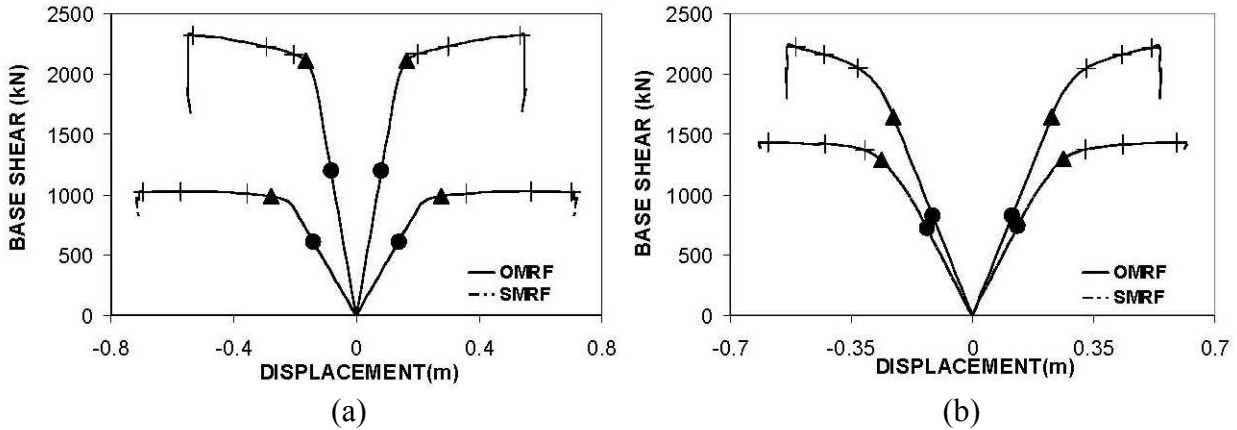 2500
2000
1500
1000
500
0
BASE SHEAR (kN)
-0.8
-0.4
0
0.4
0.8
DISPLACEMENT(m)
OMRF
SMRF
(a)
2500
2000
1500
1000
500
0
BASE SHEAR (kN)
-0.7
-0.35
0
0.35
0.7
DISPLACEMENT(m)
OMRF
SMRF
(b)